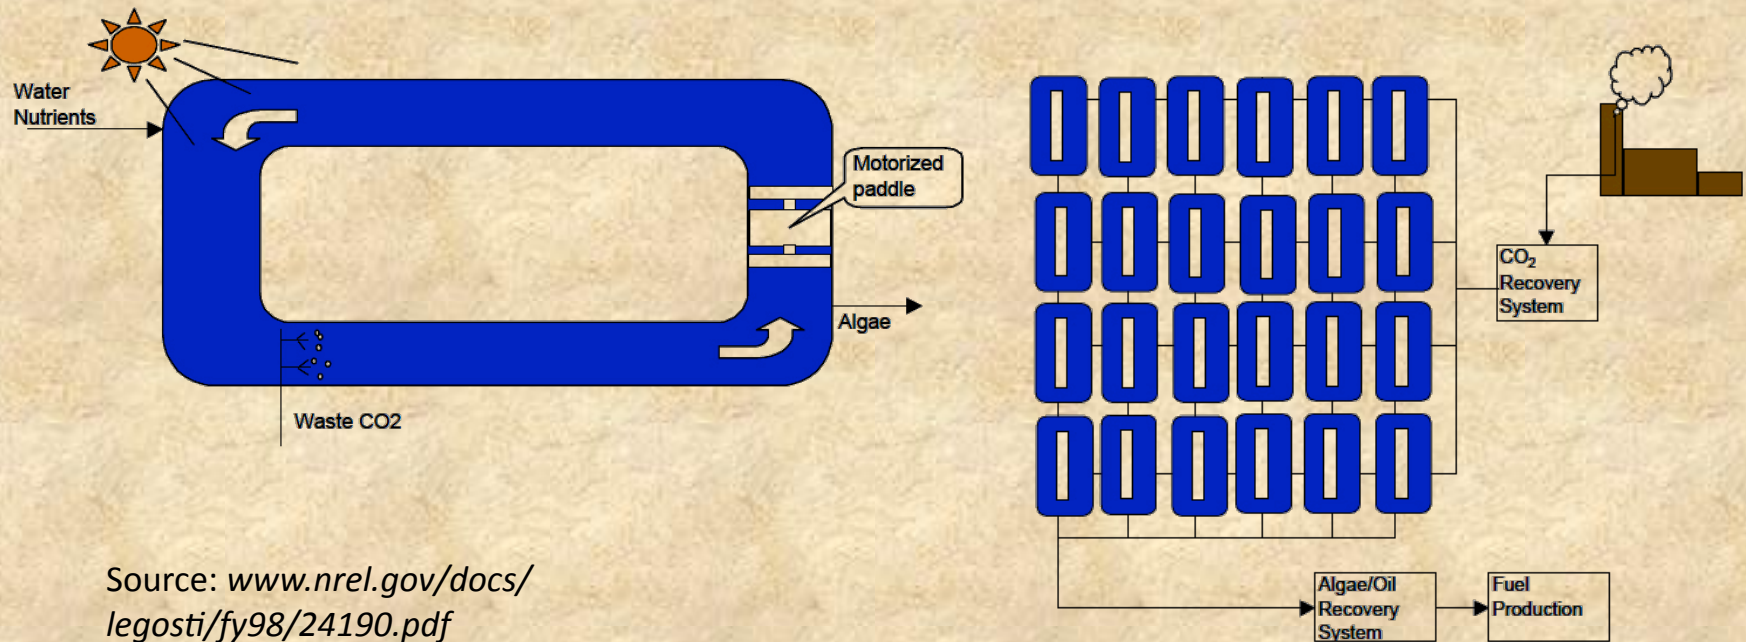 Water
Nutrients
Motorized
paddle
Algae
Waste CO2
CO₂
Recovery
System
Algae/Oil
Recovery
System
Fuel
Production
Source: www.nrel.gov/docs/
legosti/fy98/24190.pdf